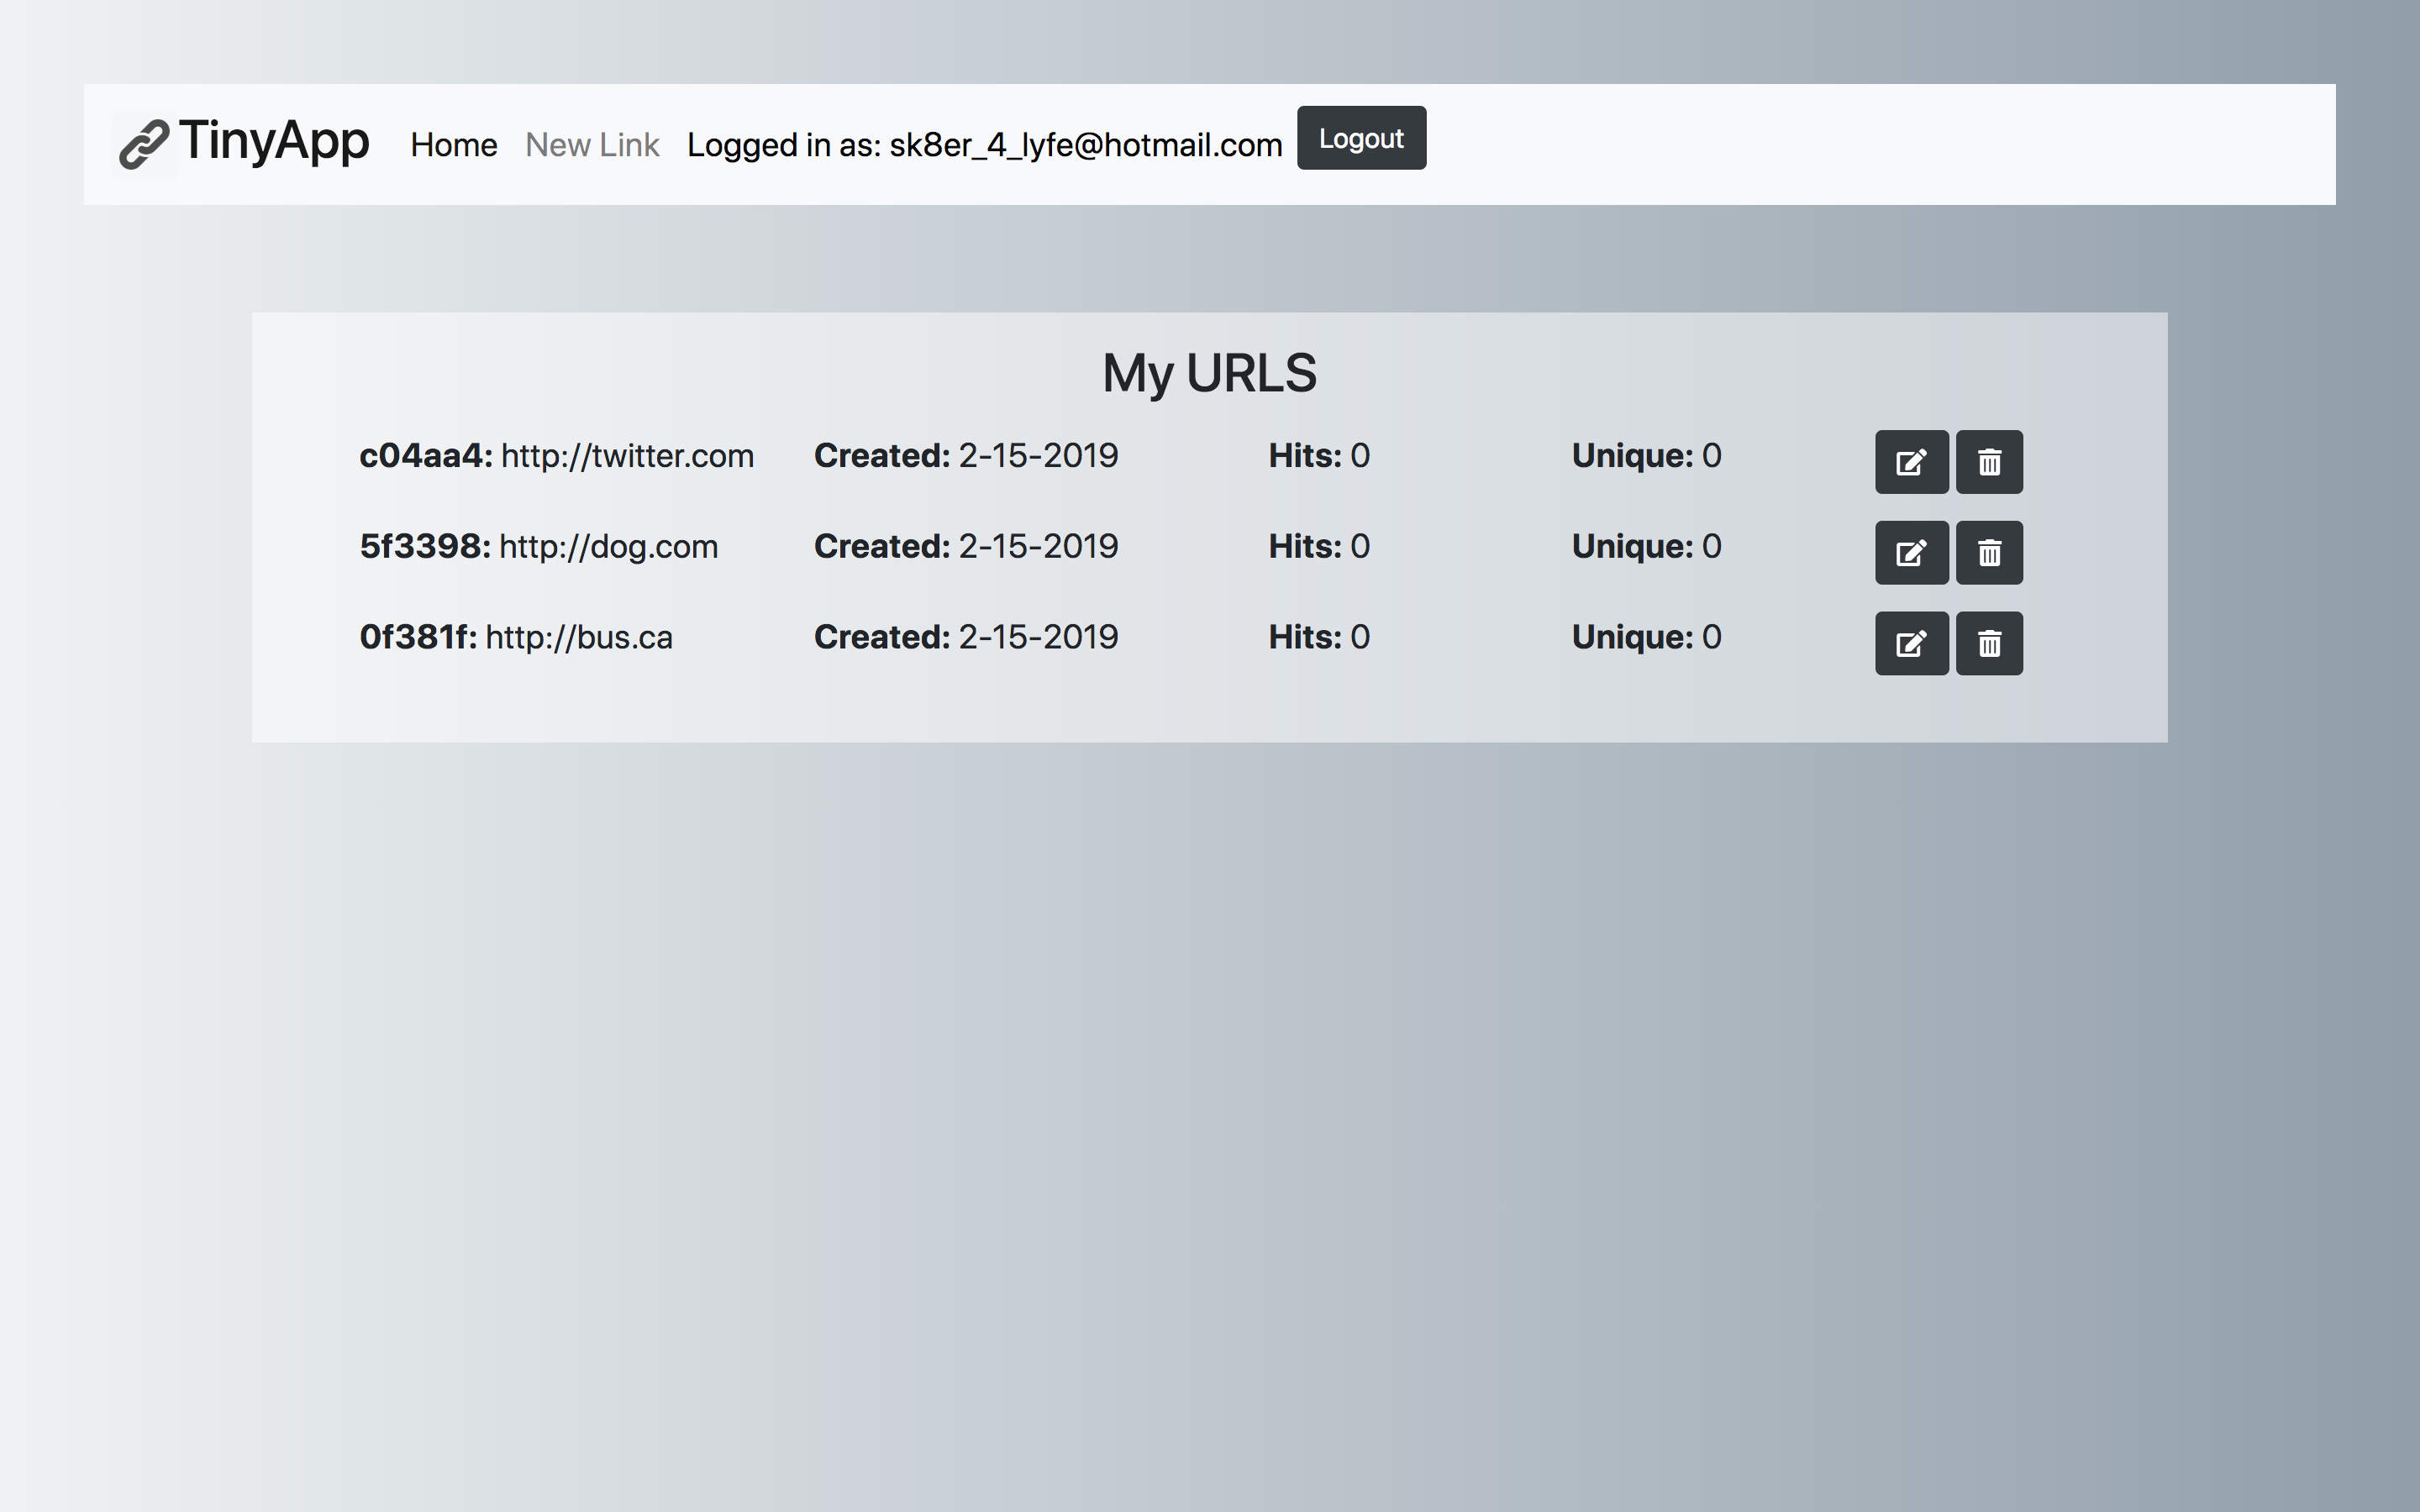 TinyApp Home New Link Logged in as: sk8er_4_lyfe@hotmail.com Logout
My URLS
c04aa4: http://twitter.com Created: 2-15-2019 Hits: 0 Unique: 0
5f3398: http://dog.com Created: 2-15-2019 Hits: 0 Unique: 0
0f381f: http://bus.ca Created: 2-15-2019 Hits: 0 Unique: 0